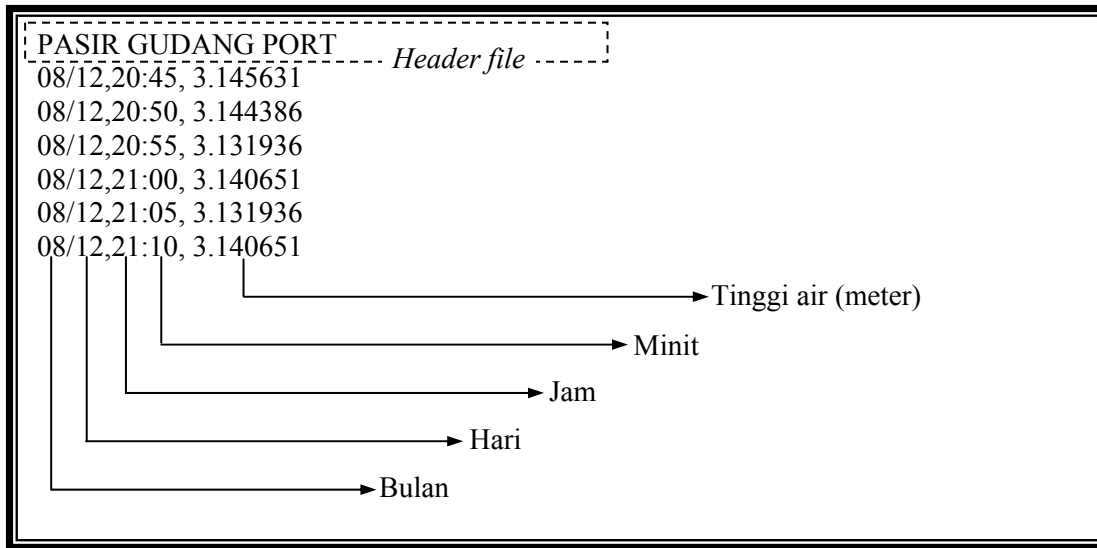 PASIR GUDANG PORT
Header file
08/12,20:45, 3.145631
08/12,20:50, 3.144386
08/12,20:55, 3.131936
08/12,21:00, 3.140651
08/12,21:05, 3.131936
08/12,21:10, 3.140651
Tinggi air (meter)
Minit
Jam
Hari
Bulan